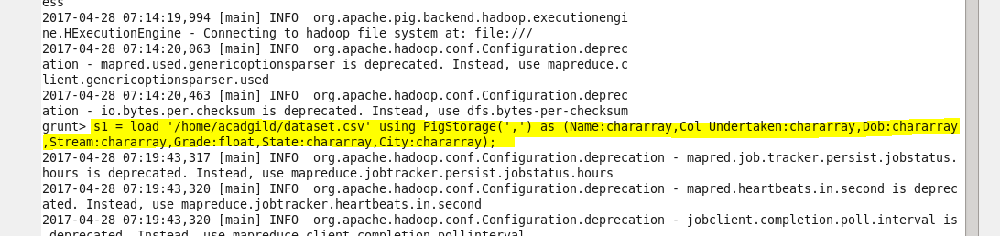 ess
2017-04-28 07:14:19,994 [main] INFO  org.apache.pig.backend.hadoop.executionengi
ne.HExecutionEngine - Connecting to hadoop file system at: file:///
2017-04-28 07:14:20,063 [main] INFO  org.apache.hadoop.conf.Configuration.deprec
ation - mapred.used.genericoptionsparser is deprecated. Instead, use mapreduce.c
lient.genericoptionsparser.used
2017-04-28 07:14:20,463 [main] INFO  org.apache.hadoop.conf.Configuration.deprec
ation - io.bytes.per.checksum is deprecated. Instead, use dfs.bytes-per-checksum
grunt> s1 = load '/home/acadgild/dataset.csv' using PigStorage(',') as (Name:chararray,Col_Undertaken:chararray,Dob:chararray
,Stream:chararray,Grade:float,State:chararray,City:chararray);
2017-04-28 07:19:43,317 [main] INFO  org.apache.hadoop.conf.Configuration.deprecation - mapred.job.tracker.persist.jobstatus.
hours is deprecated. Instead, use mapreduce.jobtracker.persist.jobstatus.hours
2017-04-28 07:19:43,320 [main] INFO  org.apache.hadoop.conf.Configuration.deprecation - mapred.heartbeats.in.second is deprec
ated. Instead, use mapreduce.jobtracker.heartbeats.in.second
2017-04-28 07:19:43,320 [main] INFO  org.apache.hadoop.conf.Configuration.deprecation - jobclient.completion.poll.interval is
deprecated. Instead, use mapreduce.client.completion.pollinterval